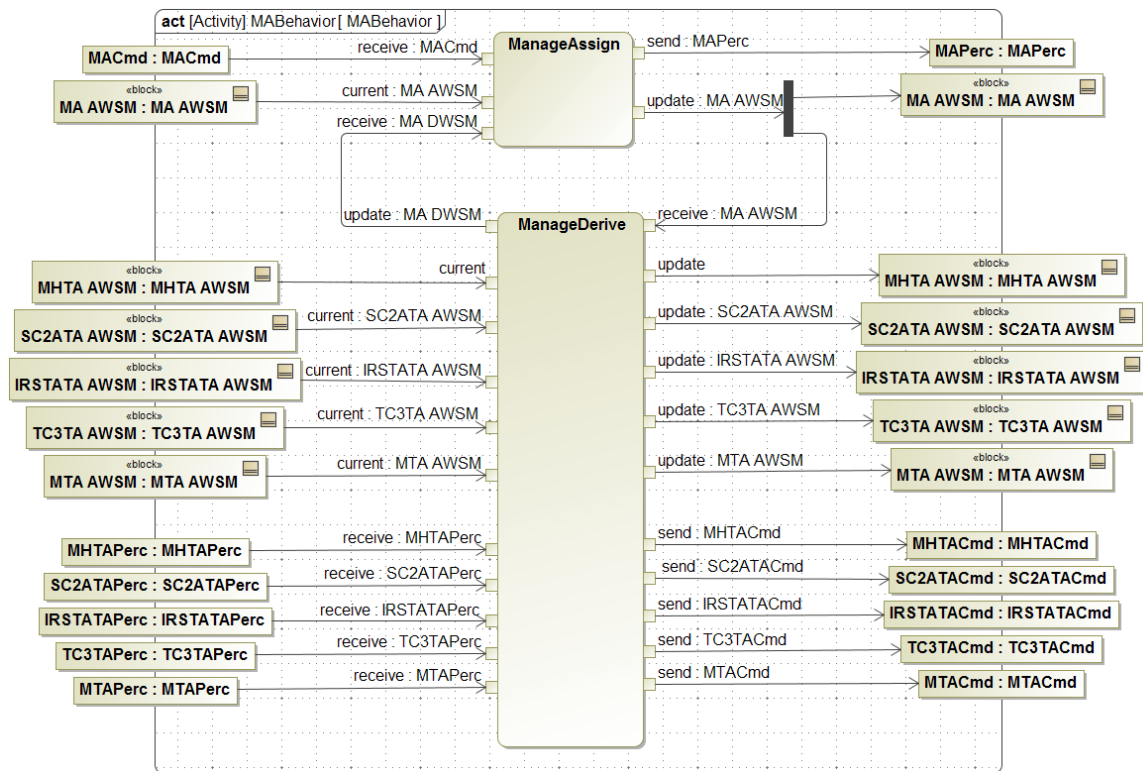 act [Activity] MABehavior[ MABehavior ]
MACmd : MACmd
receive : MACmd
ManageAssign
send : MAPerc
MAPerc : MAPerc
«block»
MA AWSM : MA AWSM
current : MA AWSM
update : MA AWSM
«block»
MA AWSM : MA AWSM
receive : MA DWSM
update : MA DWSM
ManageDerive
receive : MA AWSM
«block»
MHTA AWSM : MHTA AWSM
current
update
«block»
MHTA AWSM : MHTA AWSM
«block»
SC2ATA AWSM : SC2ATA AWSM
current : SC2ATA AWSM
update : SC2ATA AWSM
«block»
SC2ATA AWSM : SC2ATA AWSM
«block»
IRSTATA AWSM : IRSTATA AWSM
current : IRSTATA AWSM
update : IRSTATA AWSM
«block»
IRSTATA AWSM : IRSTATA AWSM
«block»
TC3TA AWSM : TC3TA AWSM
current : TC3TA AWSM
update : TC3TA AWSM
«block»
TC3TA AWSM : TC3TA AWSM
«block»
MTA AWSM : MTA AWSM
current : MTA AWSM
update : MTA AWSM
«block»
MTA AWSM : MTA AWSM
MHTAPerc : MHTAPerc
receive : MHTAPerc
send : MHTACmd
MHTACmd : MHTACmd
SC2ATAPerc : SC2ATAPerc
receive : SC2ATAPerc
send : SC2ATACmd
SC2ATACmd : SC2ATACmd
IRSTATAPerc : IRSTATAPerc
receive : IRSTATAPerc
send : IRSTATACmd
IRSTATACmd : IRSTATACmd
TC3TAPerc : TC3TAPerc
receive : TC3TAPerc
send : TC3TACmd
TC3TACmd : TC3TACmd
MTAPerc : MTAPerc
receive : MTAPerc
send : MTACmd
MTACmd : MTACmd